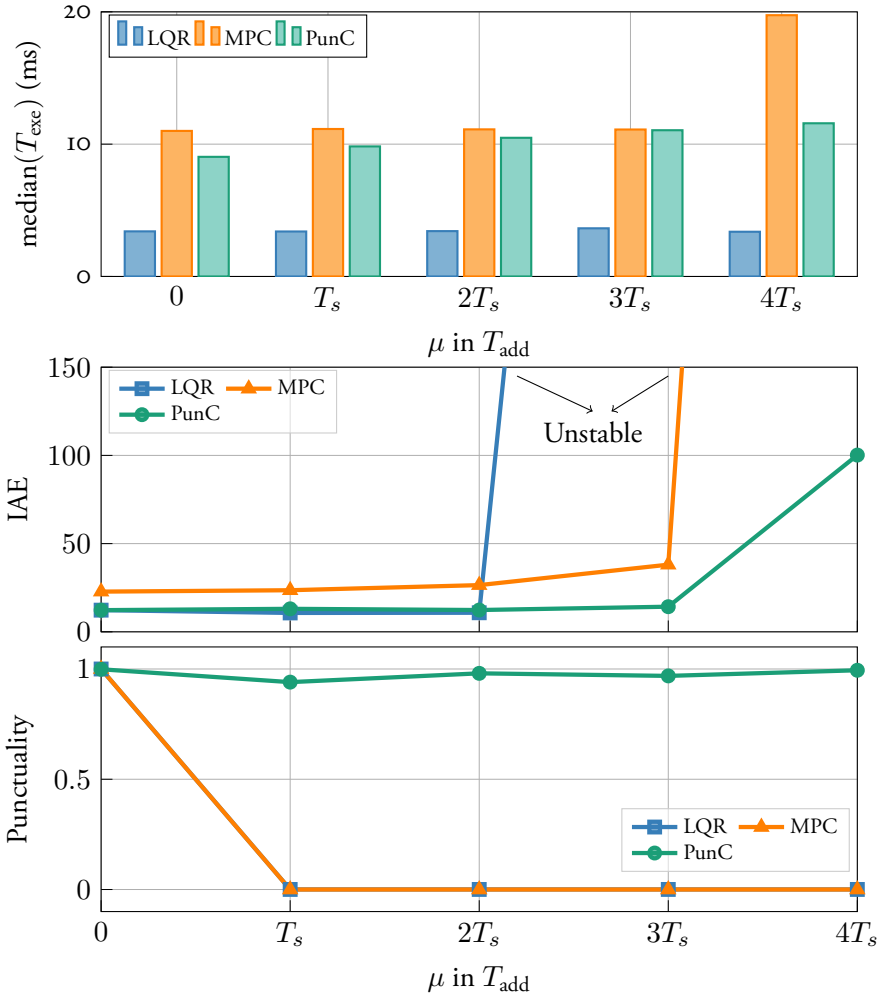 median(T_exe) (ms)
20
10
0
LQR MPC PunC
0 T_s 2T_s 3T_s 4T_s
μ in T_add
IAE
150
100
50
0
LQR MPC
PunC
Unstable
Punctuality
1
0.5
0
LQR MPC
PunC
0 T_s 2T_s 3T_s 4T_s
μ in T_add